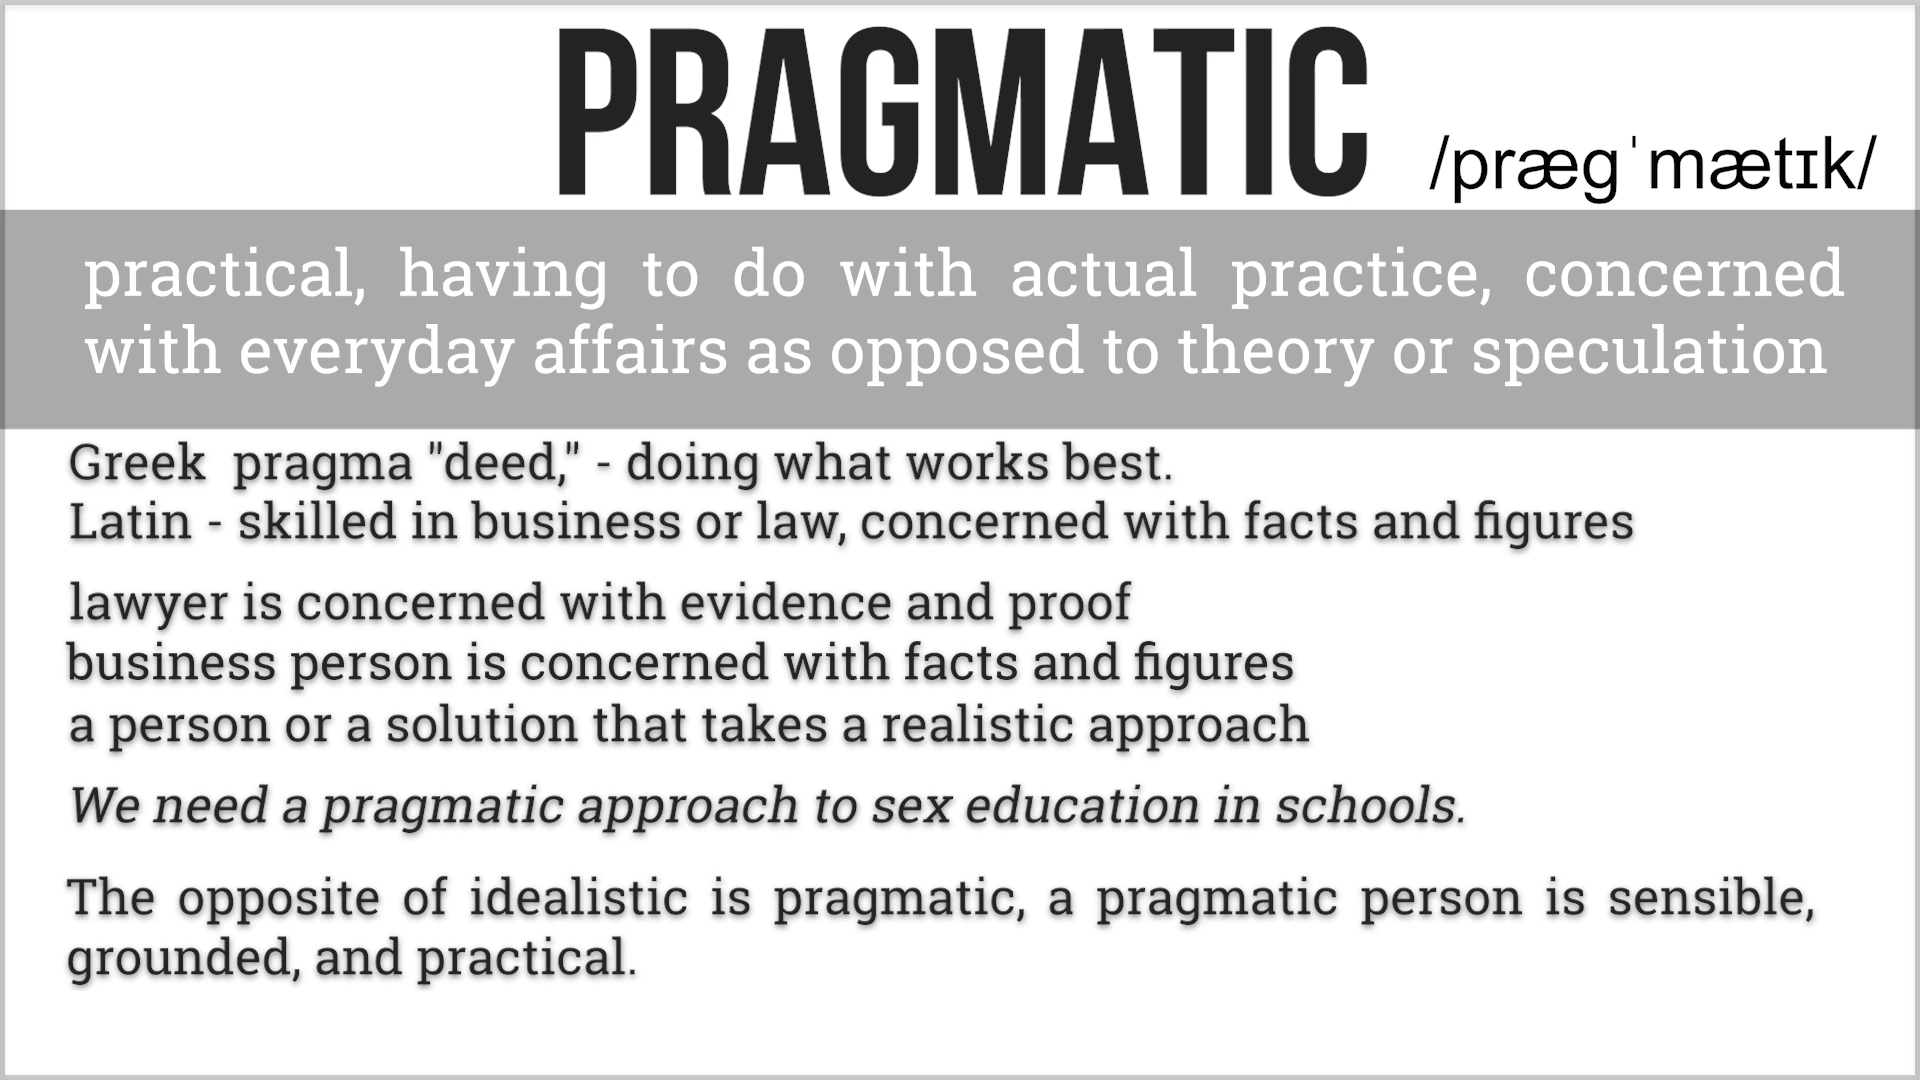 PRAGMATIC /præɡˈmætɪk/
practical, having to do with actual practice, concerned
with everyday affairs as opposed to theory or speculation
Greek pragma "deed," - doing what works best.
Latin - skilled in business or law, concerned with facts and figures
lawyer is concerned with evidence and proof
business person is concerned with facts and figures
a person or a solution that takes a realistic approach
We need a pragmatic approach to sex education in schools.
The opposite of idealistic is pragmatic, a pragmatic person is sensible,
grounded, and practical.